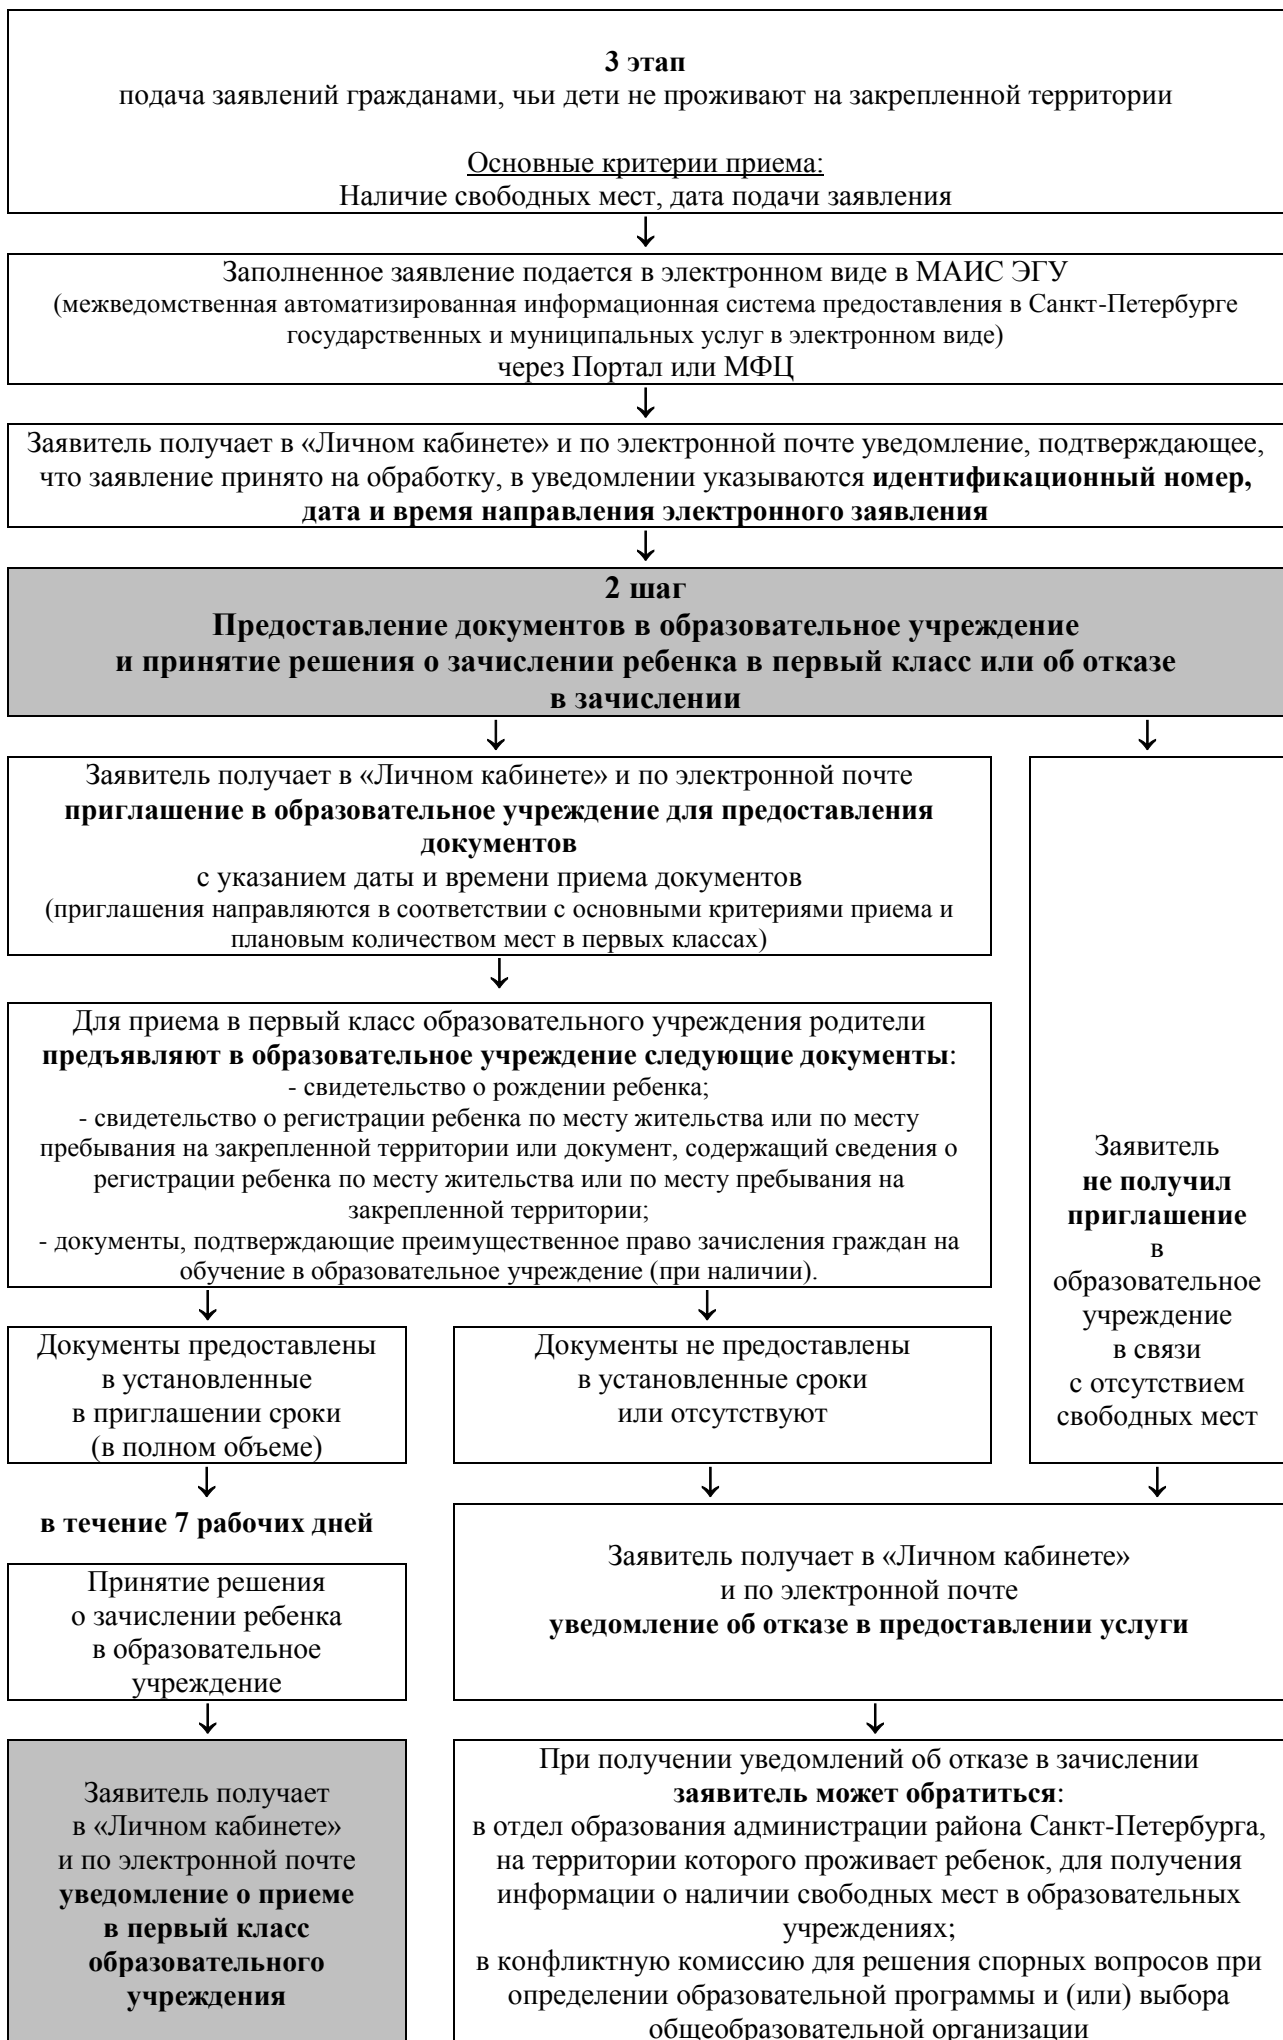 3 этап
подача заявлений гражданами, чьи дети не проживают на закрепленной территории
Основные критерии приема:
Наличие свободных мест, дата подачи заявления
Заполненное заявление подается в электронном виде в МАИС ЭГУ
(межведомственная автоматизированная информационная система предоставления в Санкт-Петербурге
государственных и муниципальных услуг в электронном виде)
через Портал или МФЦ
Заявитель получает в «Личном кабинете» и по электронной почте уведомление, подтверждающее,
что заявление принято на обработку, в уведомлении указываются идентификационный номер,
дата и время направления электронного заявления
2 шаг
Предоставление документов в образовательное учреждение
и принятие решения о зачислении ребенка в первый класс или об отказе
в зачислении
Заявитель получает в «Личном кабинете» и по электронной почте
приглашение в образовательное учреждение для предоставления
документов
с указанием даты и времени приема документов
(приглашения направляются в соответствии с основными критериями приема и
плановым количеством мест в первых классах)
Для приема в первый класс образовательного учреждения родители
предъявляют в образовательное учреждение следующие документы:
- свидетельство о рождении ребенка;
- свидетельство о регистрации ребенка по месту жительства или по месту
пребывания на закрепленной территории или документ, содержащий сведения о
регистрации ребенка по месту жительства или по месту пребывания на
закрепленной территории;
- документы, подтверждающие преимущественное право зачисления граждан на
обучение в образовательное учреждение (при наличии).
Заявитель
не получил
приглашение
в
образовательное
учреждение
в связи
с отсутствием
свободных мест
Документы предоставлены
в установленные
в приглашении сроки
(в полном объеме)
Документы не предоставлены
в установленные сроки
или отсутствуют
в течение 7 рабочих дней
Принятие решения
о зачислении ребенка
в образовательное
учреждение
Заявитель получает в «Личном кабинете»
и по электронной почте
уведомление об отказе в предоставлении услуги
Заявитель получает
в «Личном кабинете»
и по электронной почте
уведомление о приеме
в первый класс
образовательного
учреждения
При получении уведомлений об отказе в зачислении
заявитель может обратиться:
в отдел образования администрации района Санкт-Петербурга,
на территории которого проживает ребенок, для получения
информации о наличии свободных мест в образовательных
учреждениях;
в конфликтную комиссию для решения спорных вопросов при
определении образовательной программы и (или) выбора
общеобразовательной организации